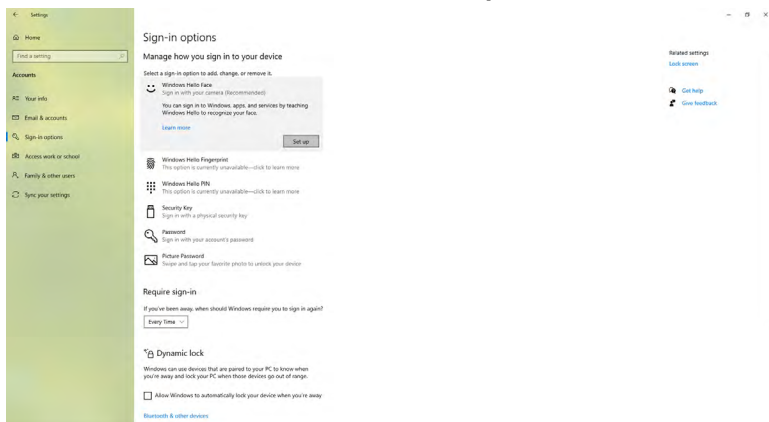 Settings
Home
Find a setting
Accounts
Your info
Email & accounts
Sign-in options
Access work or school
Family & other users
Sync your settings
Sign-in options
Manage how you sign in to your device
Select a sign-in option to add, change, or remove it.
Windows Hello Face
Sign in with your camera (Recommended)
You can sign in to Windows, apps, and services by teaching
Windows Hello to recognize your face.
Learn more
Set up
Windows Hello Fingerprint
This option is currently unavailable—click to learn more
Windows Hello PIN
This option is currently unavailable—click to learn more
Security Key
Sign in with a physical security key
Password
Sign in with your account's password
Picture Password
Swipe and tap your favorite photo to unlock your device
Require sign-in
If you've been away, when should Windows require you to sign in again?
Every Time
Dynamic lock
Windows can use devices that are paired to your PC to know when
you're away and lock your PC when those devices go out of range.
Allow Windows to automatically lock your device when you're away
Bluetooth & other devices
Related settings
Lock screen
Get help
Give feedback